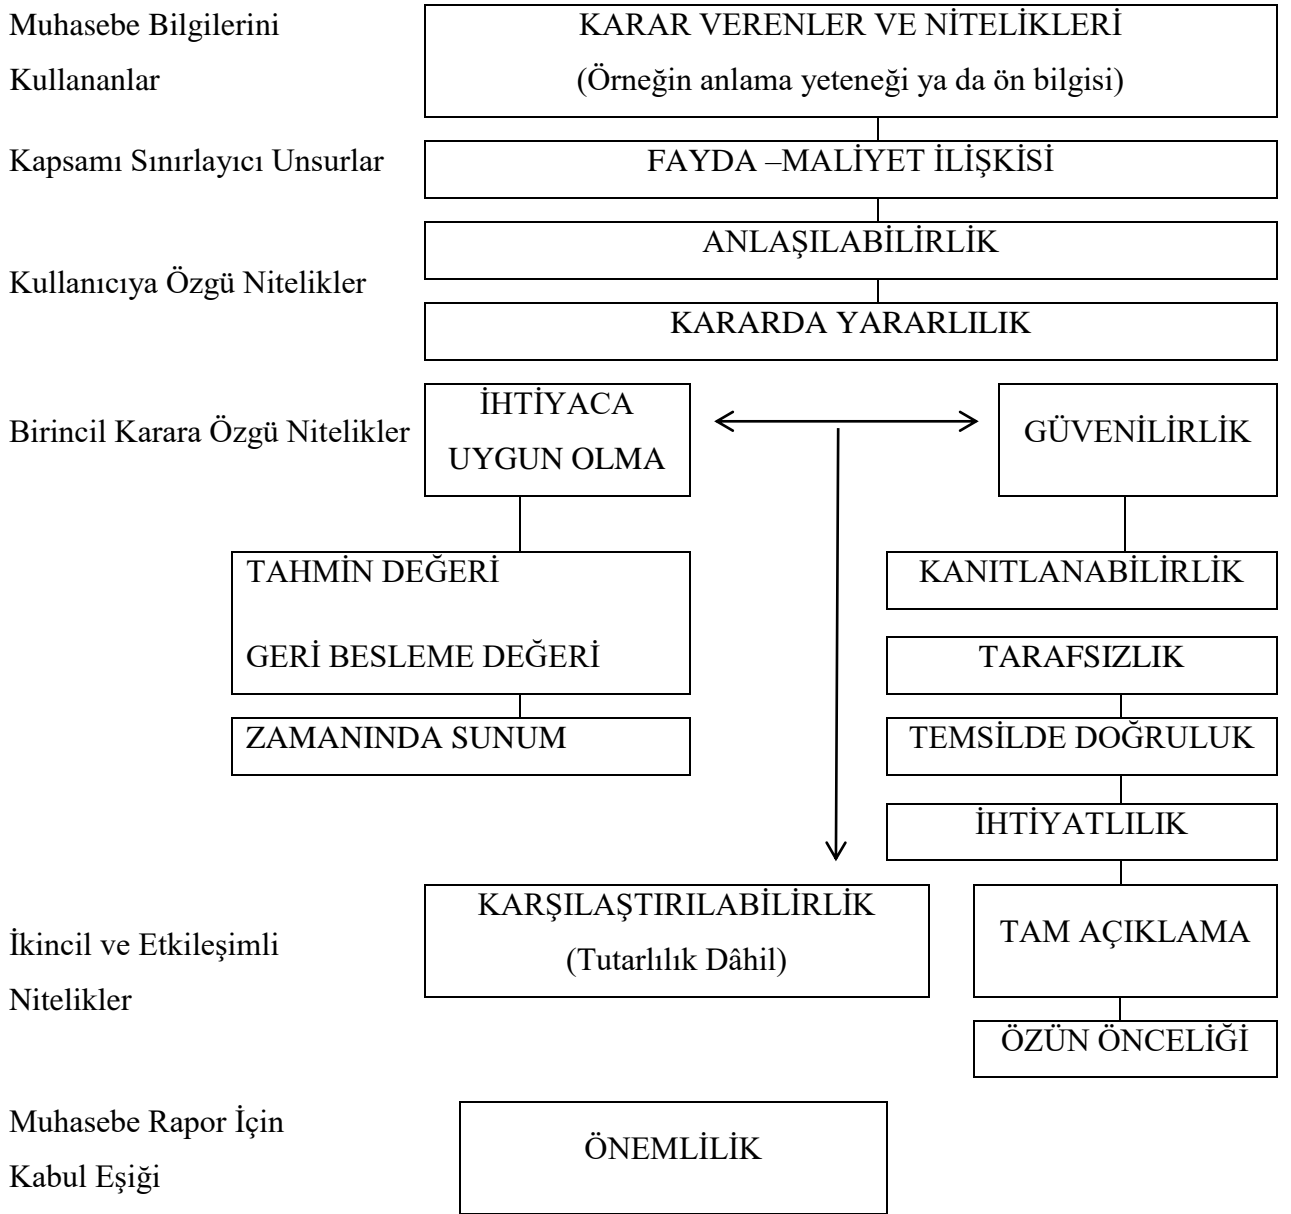 Muhasebe Bilgilerini
Kullananlar
KARAR VERENLER VE NİTELİKLERİ
(Örneğin anlama yeteneği ya da ön bilgisi)
Kapsamı Sınırlayıcı Unsurlar
FAYDA –MALİYET İLİŞKİSİ
ANLAŞILABİLİRLİK
Kullanıcıya Özgü Nitelikler
KARARDA YARARLILIK
Birincil Karara Özgü Nitelikler
İHTİYACA
UYGUN OLMA
GÜVENİLİRLİK
TAHMİN DEĞERİ
GERİ BESLEME DEĞERİ
ZAMANINDA SUNUM
KANITLANABİLİRLİK
TARAFSIZLIK
TEMSİLDE DOĞRULUK
İHTİYATLILIK
İkincil ve Etkileşimli
Nitelikler
KARŞILAŞTIRILABİLİRLİK
(Tutarlılık Dâhil)
TAM AÇIKLAMA
ÖZÜN ÖNCELİĞİ
Muhasebe Rapor İçin
Kabul Eşiği
ÖNEMLİLİK